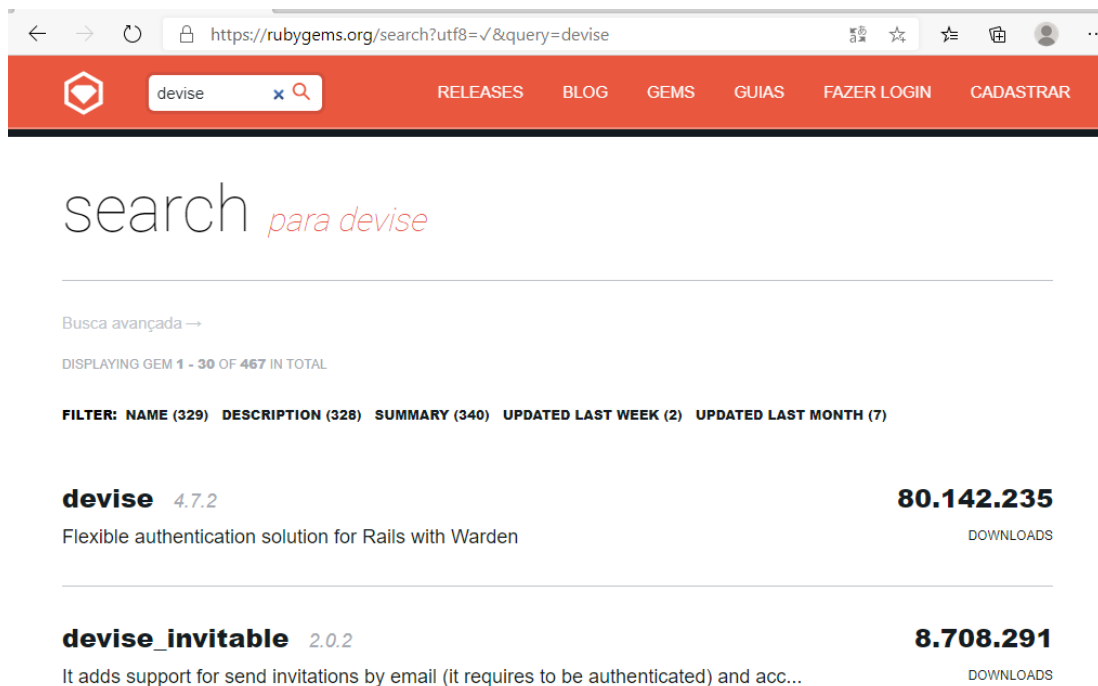 https://rubygems.org/search?utf8=✓&query=devise
devise x RELEASES BLOG GEMS GUIAS FAZER LOGIN CADASTRAR
search para devise
Busca avançada →
DISPLAYING GEM 1 - 30 OF 467 IN TOTAL
FILTER: NAME (329) DESCRIPTION (328) SUMMARY (340) UPDATED LAST WEEK (2) UPDATED LAST MONTH (7)
devise 4.7.2 80.142.235
Flexible authentication solution for Rails with Warden DOWNLOADS
devise_invitable 2.0.2 8.708.291
It adds support for send invitations by email (it requires to be authenticated) and acc... DOWNLOADS